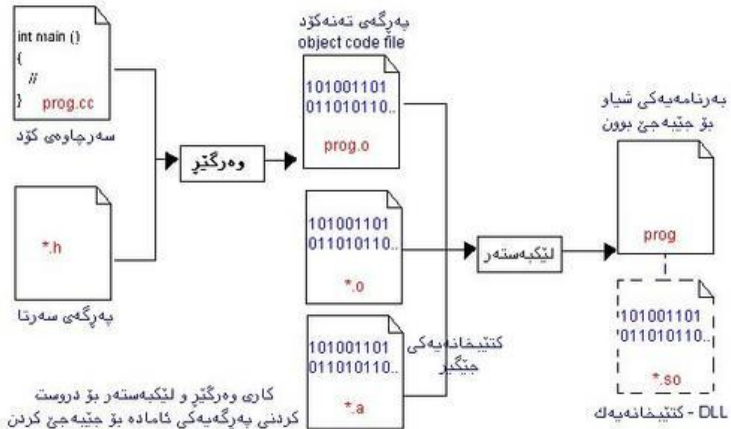 int main ()
{
//
}
prog.cc
سەرچاوەی کۆد
*.h
پەڕگەی سەرتا
وەرگێڕ
پەڕگەی تەنەکۆد
object code file
101001101
011010110..
prog.o
101001101
011010110..
*.o
101001101
011010110..
*.a
کتێبخانەیەکی
جێگیر
لێکبەستەر
بەرنامەیەکی شیاو
بۆ جێبەجێ بوون
prog
101001101
011010110..
*.so
DLL - کتێبخانەیەك
کاری وەرگێڕ و لێکبەستەر بۆ دروست
کردنی پەڕگەیەکی ئامادە بۆ جێبەجێ کردن